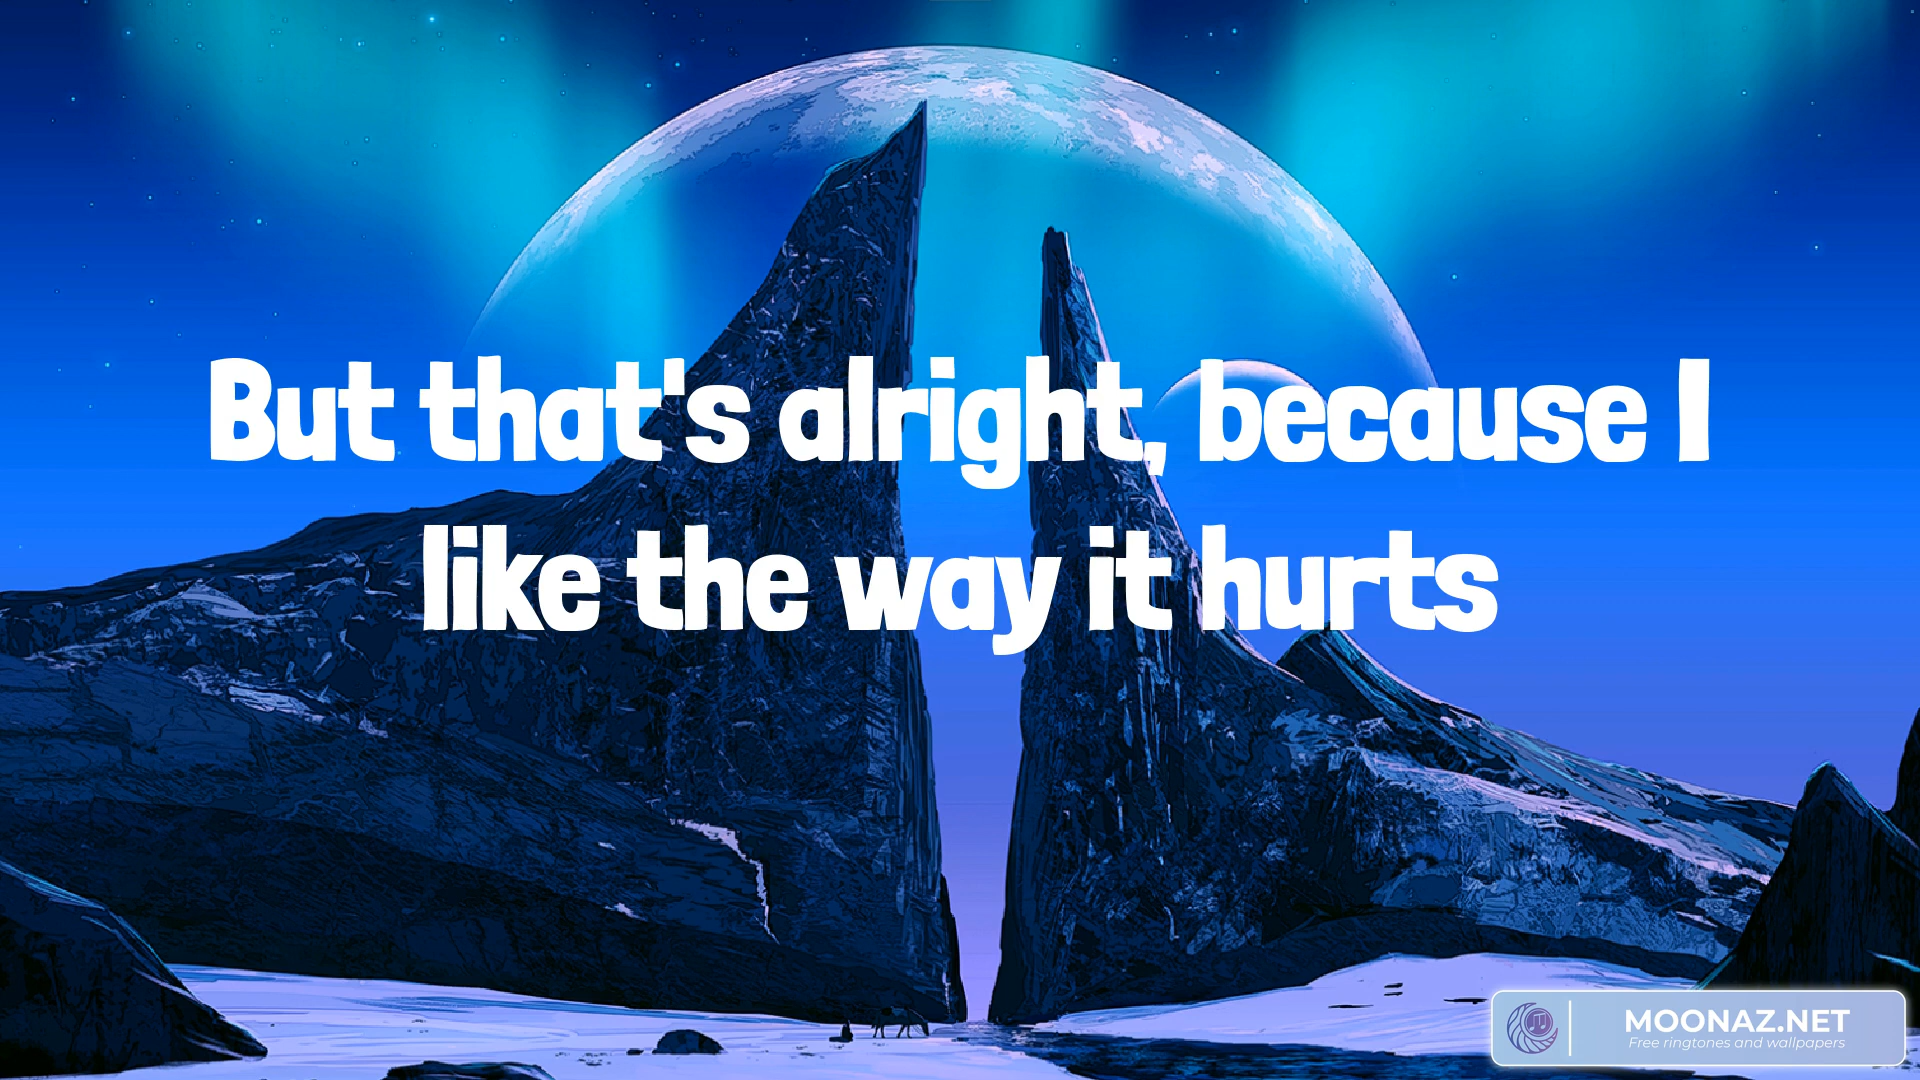 But that's alright, because I
like the way it hurts
MOONAZ.NET
Free ringtones and wallpapers